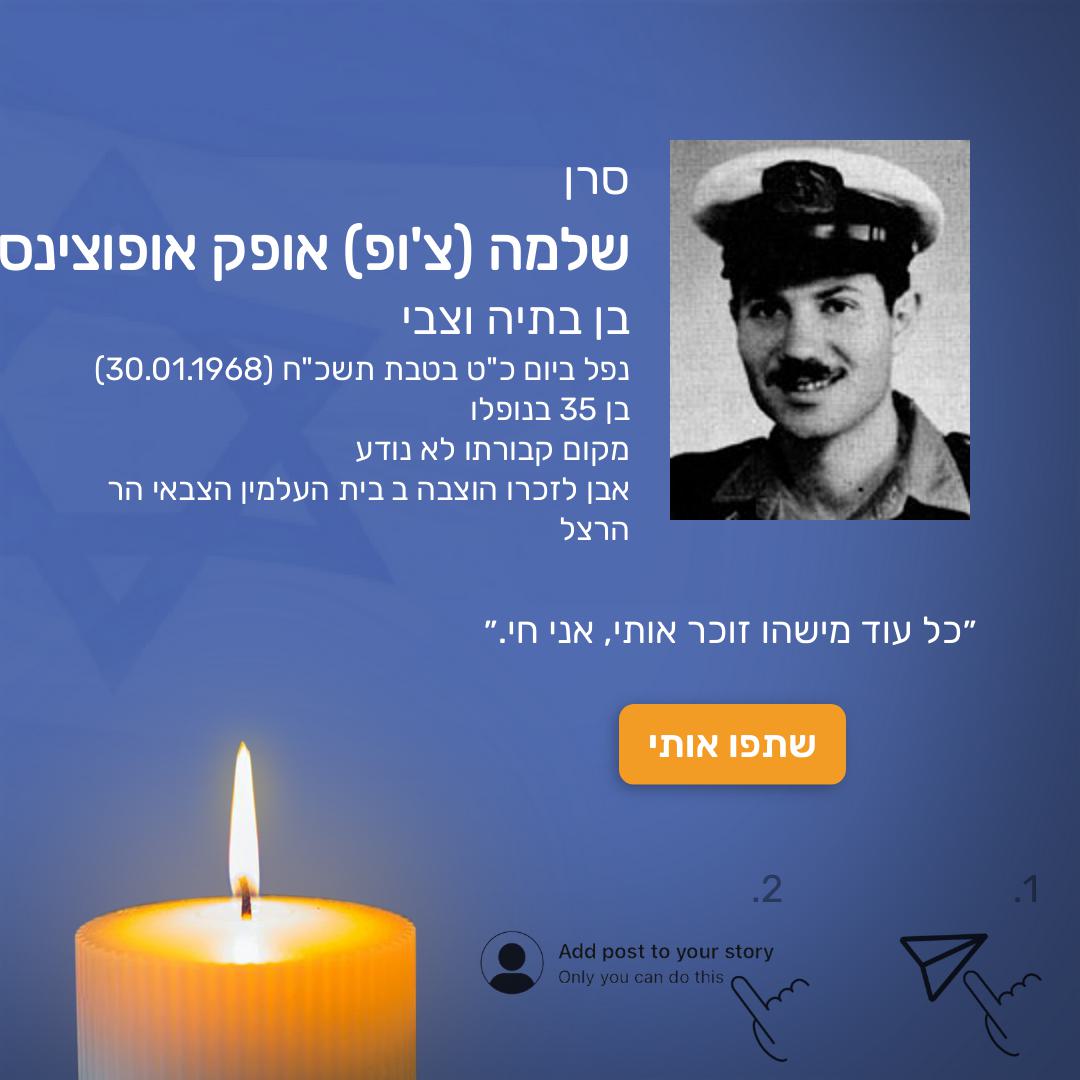 סרן
שלמה (צ'ופ) אופק אופוצינס
בן בתיה וצבי
נפל ביום כ"ט בטבת תשכ"ח (30.01.1968)
בן 35 בנופלו
מקום קבורתו לא נודע
אבן לזכרו הוצבה ב בית העלמין הצבאי הר
הרצל
״כל עוד מישהו זוכר אותי, אני חי.״
שתפו אותי
1.
2.
Add post to your story
Only you can do this